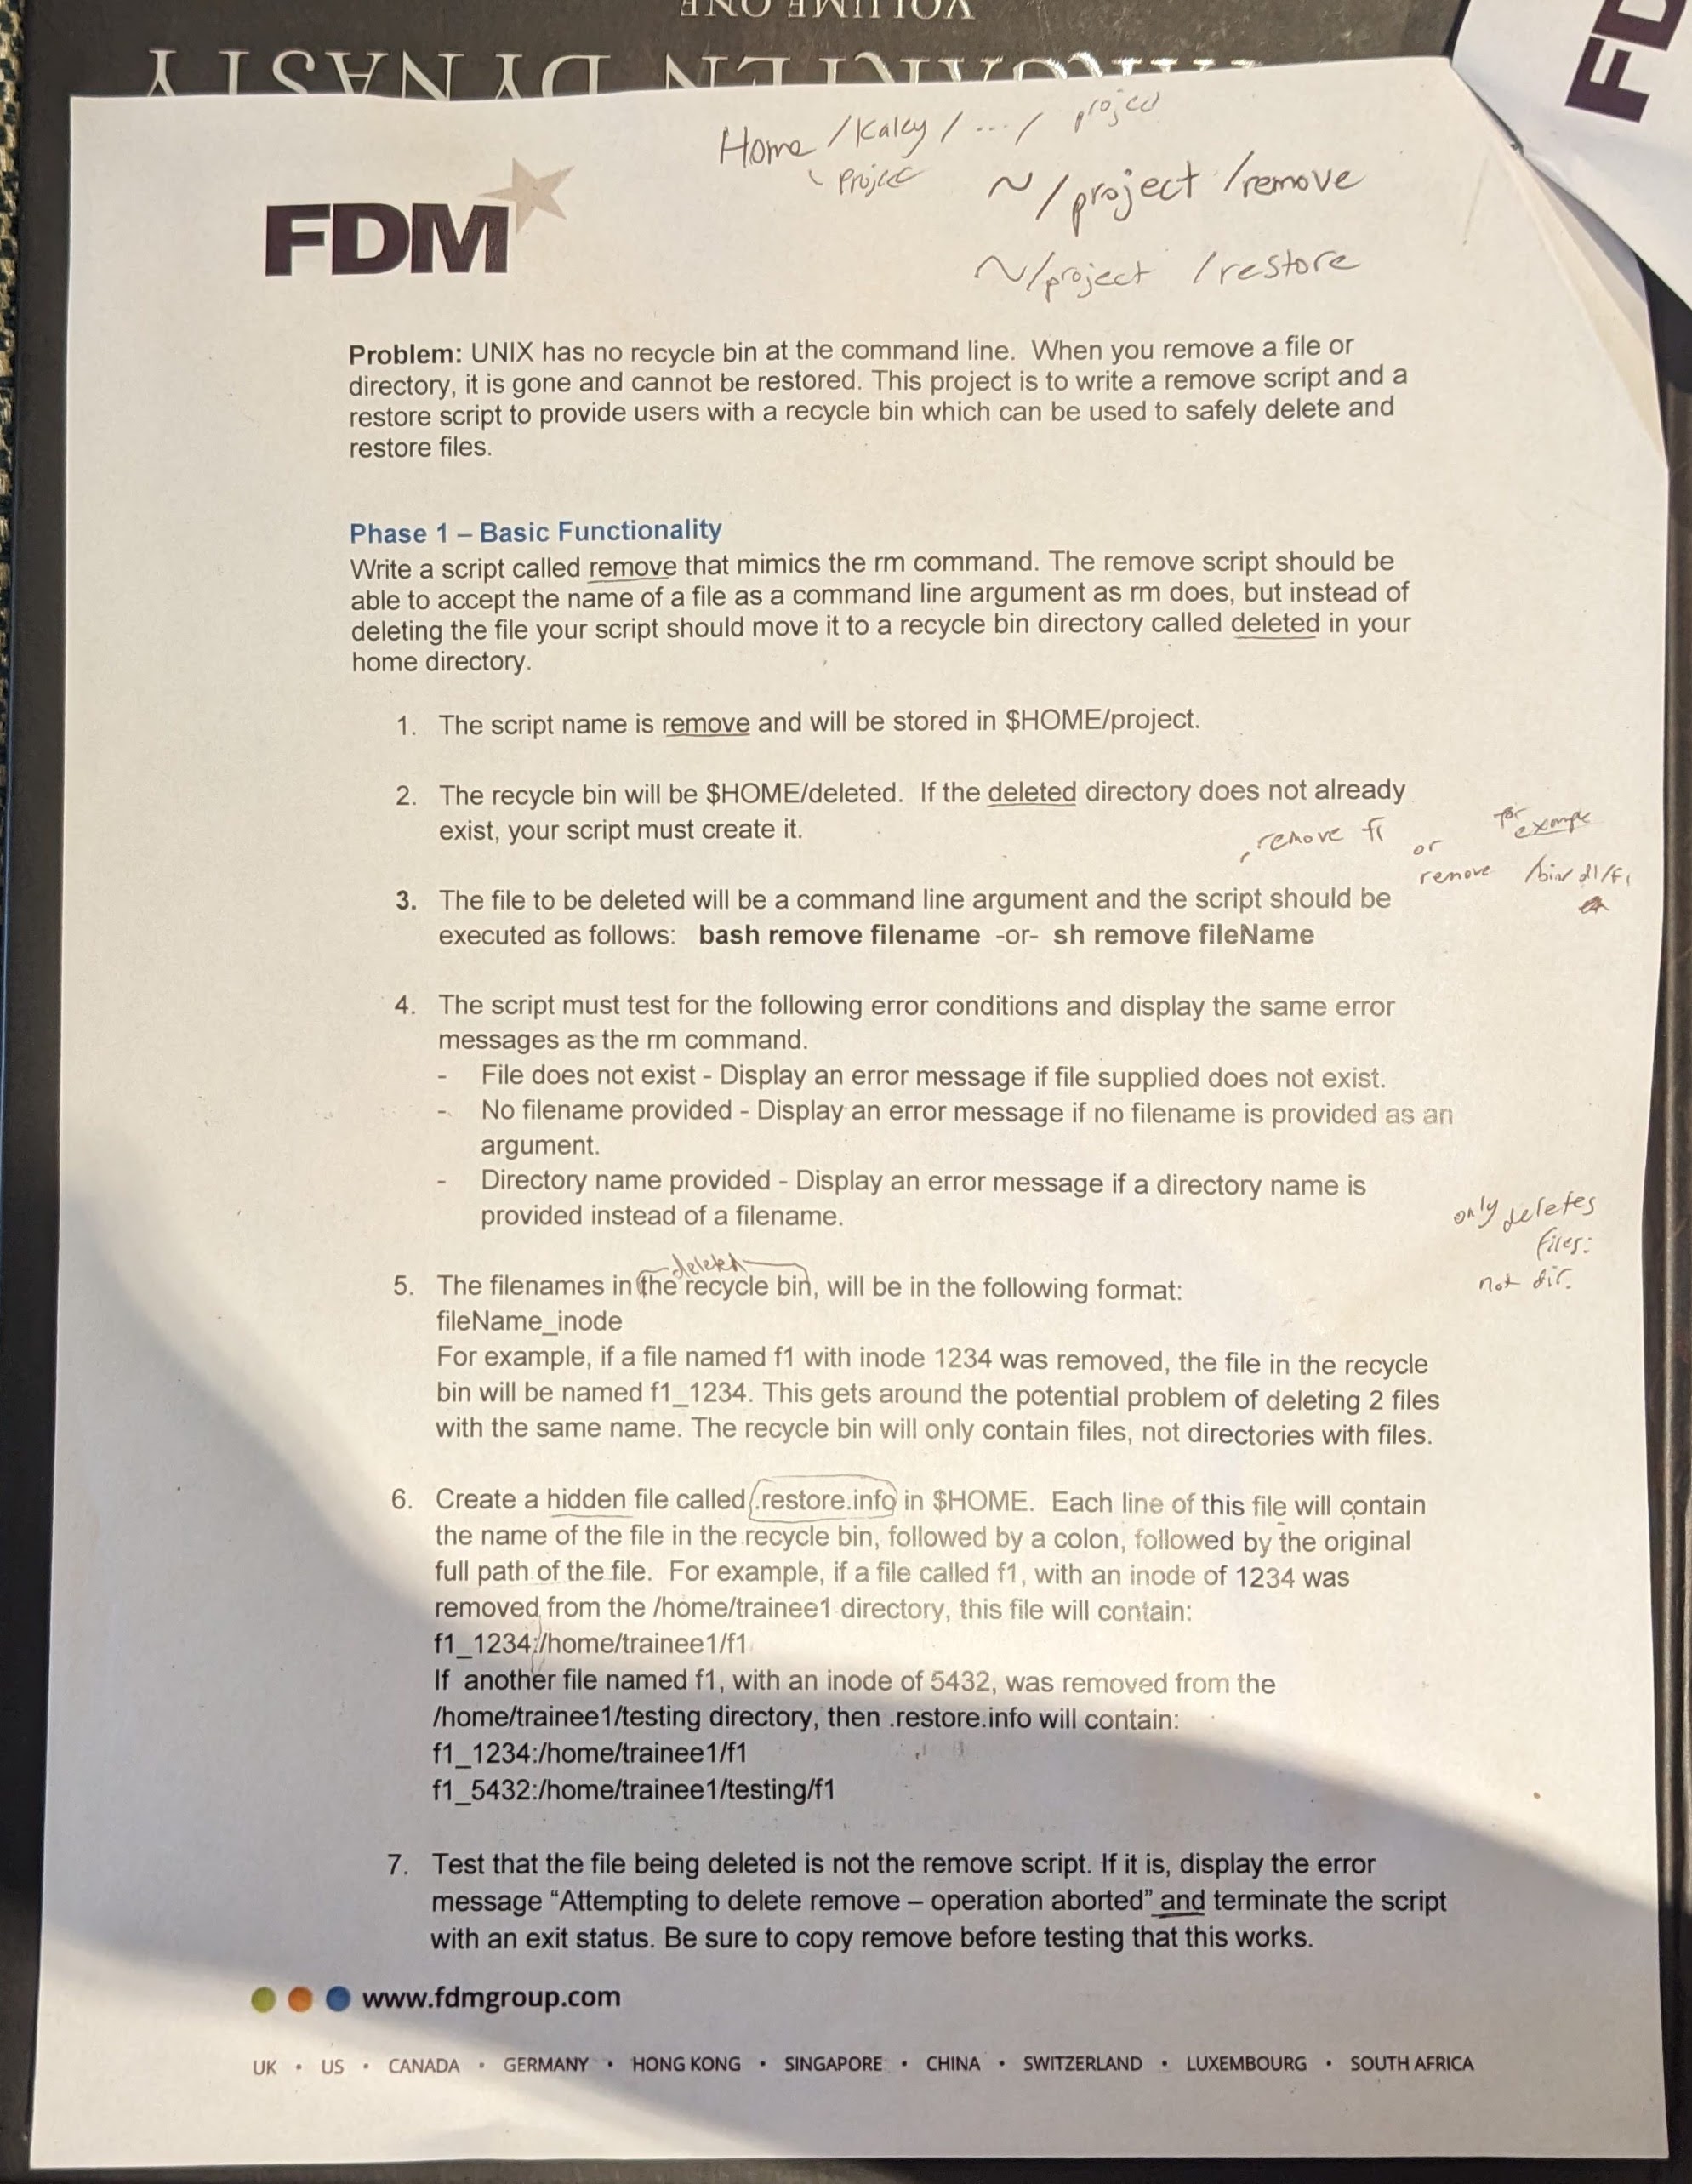 VOLUME ONE
DYNASTY
FD
Home /Kaley / ... / project
project
~/project /remove
~/project /restore
FDM
Problem: UNIX has no recycle bin at the command line. When you remove a file or
directory, it is gone and cannot be restored. This project is to write a remove script and a
restore script to provide users with a recycle bin which can be used to safely delete and
restore files.
Phase 1 – Basic Functionality
Write a script called remove that mimics the rm command. The remove script should be
able to accept the name of a file as a command line argument as rm does, but instead of
deleting the file your script should move it to a recycle bin directory called deleted in your
home directory.
1. The script name is remove and will be stored in $HOME/project.
2. The recycle bin will be $HOME/deleted. If the deleted directory does not already
exist, your script must create it.
for example
remove f1 or
remove /bin/d1/f1
3. The file to be deleted will be a command line argument and the script should be
executed as follows: bash remove filename -or- sh remove fileName
4. The script must test for the following error conditions and display the same error
messages as the rm command.
- File does not exist - Display an error message if file supplied does not exist.
- No filename provided - Display an error message if no filename is provided as an
argument.
- Directory name provided - Display an error message if a directory name is
provided instead of a filename.
only deletes
files:
not dir.
deleted
5. The filenames in the recycle bin, will be in the following format:
fileName_inode
For example, if a file named f1 with inode 1234 was removed, the file in the recycle
bin will be named f1_1234. This gets around the potential problem of deleting 2 files
with the same name. The recycle bin will only contain files, not directories with files.
6. Create a hidden file called .restore.info in $HOME. Each line of this file will contain
the name of the file in the recycle bin, followed by a colon, followed by the original
full path of the file. For example, if a file called f1, with an inode of 1234 was
removed from the /home/trainee1 directory, this file will contain:
f1_1234:/home/trainee1/f1
If another file named f1, with an inode of 5432, was removed from the
/home/trainee1/testing directory, then .restore.info will contain:
f1_1234:/home/trainee1/f1
f1_5432:/home/trainee1/testing/f1
7. Test that the file being deleted is not the remove script. If it is, display the error
message “Attempting to delete remove – operation aborted” and terminate the script
with an exit status. Be sure to copy remove before testing that this works.
www.fdmgroup.com
UK • US • CANADA • GERMANY • HONG KONG • SINGAPORE • CHINA • SWITZERLAND • LUXEMBOURG • SOUTH AFRICA